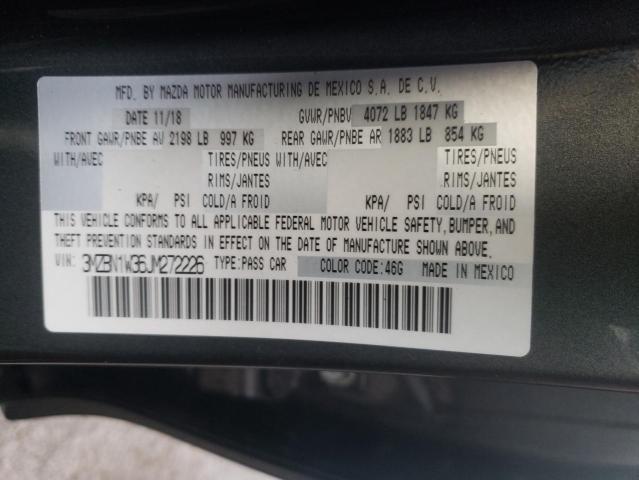 MFD. BY MAZDA MOTOR MANUFACTURING DE MEXICO S.A. DE C.V.
DATE 11/18 GVWR/PNBV 4072 LB 1847 KG
FRONT GAWR/PNBE AV 2198 LB 997 KG REAR GAWR/PNBE AR 1883 LB 854 KG
WITH/AVEC TIRES/PNEUS WITH/AVEC TIRES/PNEUS
RIMS/JANTES RIMS/JANTES
KPA/ PSI COLD/A FROID KPA/ PSI COLD/A FROID
THIS VEHICLE CONFORMS TO ALL APPLICABLE FEDERAL MOTOR VEHICLE SAFETY, BUMPER, AND
THEFT PREVENTION STANDARDS IN EFFECT ON THE DATE OF MANUFACTURE SHOWN ABOVE.
VIN: 3MZBN1W36JM272226 TYPE:PASS CAR COLOR CODE:46G MADE IN MEXICO